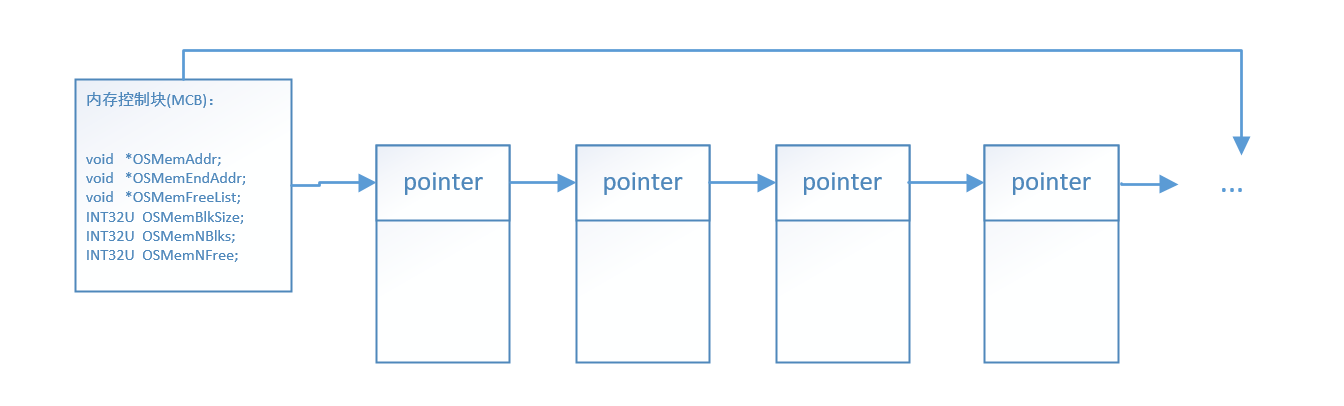 内存控制块(MCB)：
void *OSMemAddr;
void *OSMemEndAddr;
void *OSMemFreeList;
INT32U OSMemBlkSize;
INT32U OSMemNBlks;
INT32U OSMemNFree;
pointer
pointer
pointer
pointer
...